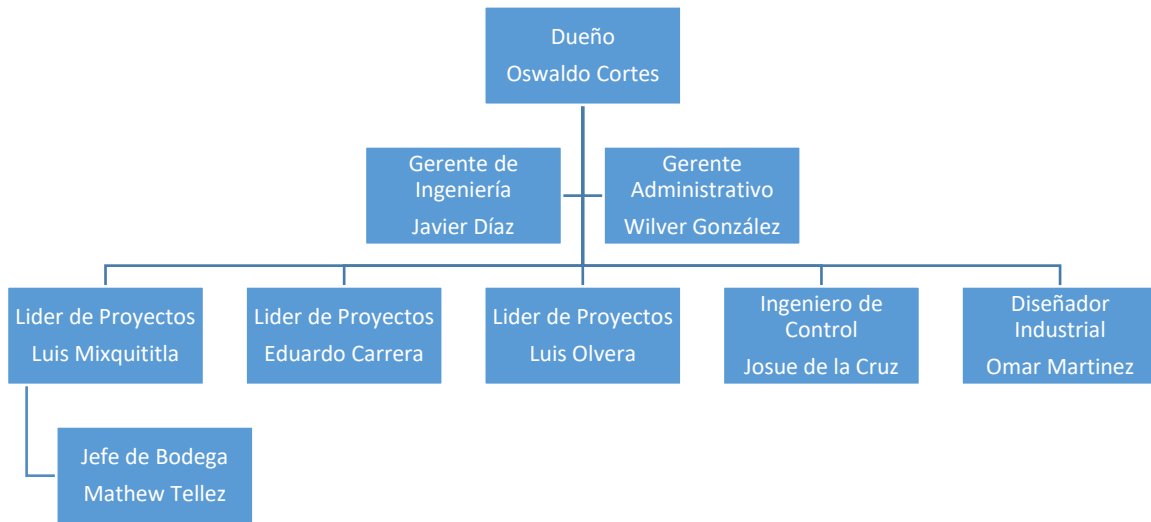 Dueño
Oswaldo Cortes
Gerente de
Ingeniería
Javier Díaz
Gerente
Administrativo
Wilver González
Lider de Proyectos
Luis Mixquititla
Lider de Proyectos
Eduardo Carrera
Lider de Proyectos
Luis Olvera
Ingeniero de
Control
Josue de la Cruz
Diseñador
Industrial
Omar Martinez
Jefe de Bodega
Mathew Tellez